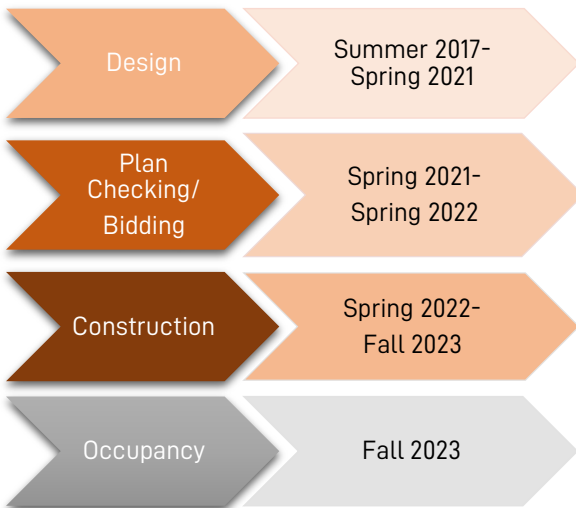 Design
Summer 2017-
Spring 2021
Plan
Checking/
Bidding
Spring 2021-
Spring 2022
Construction
Spring 2022-
Fall 2023
Occupancy
Fall 2023